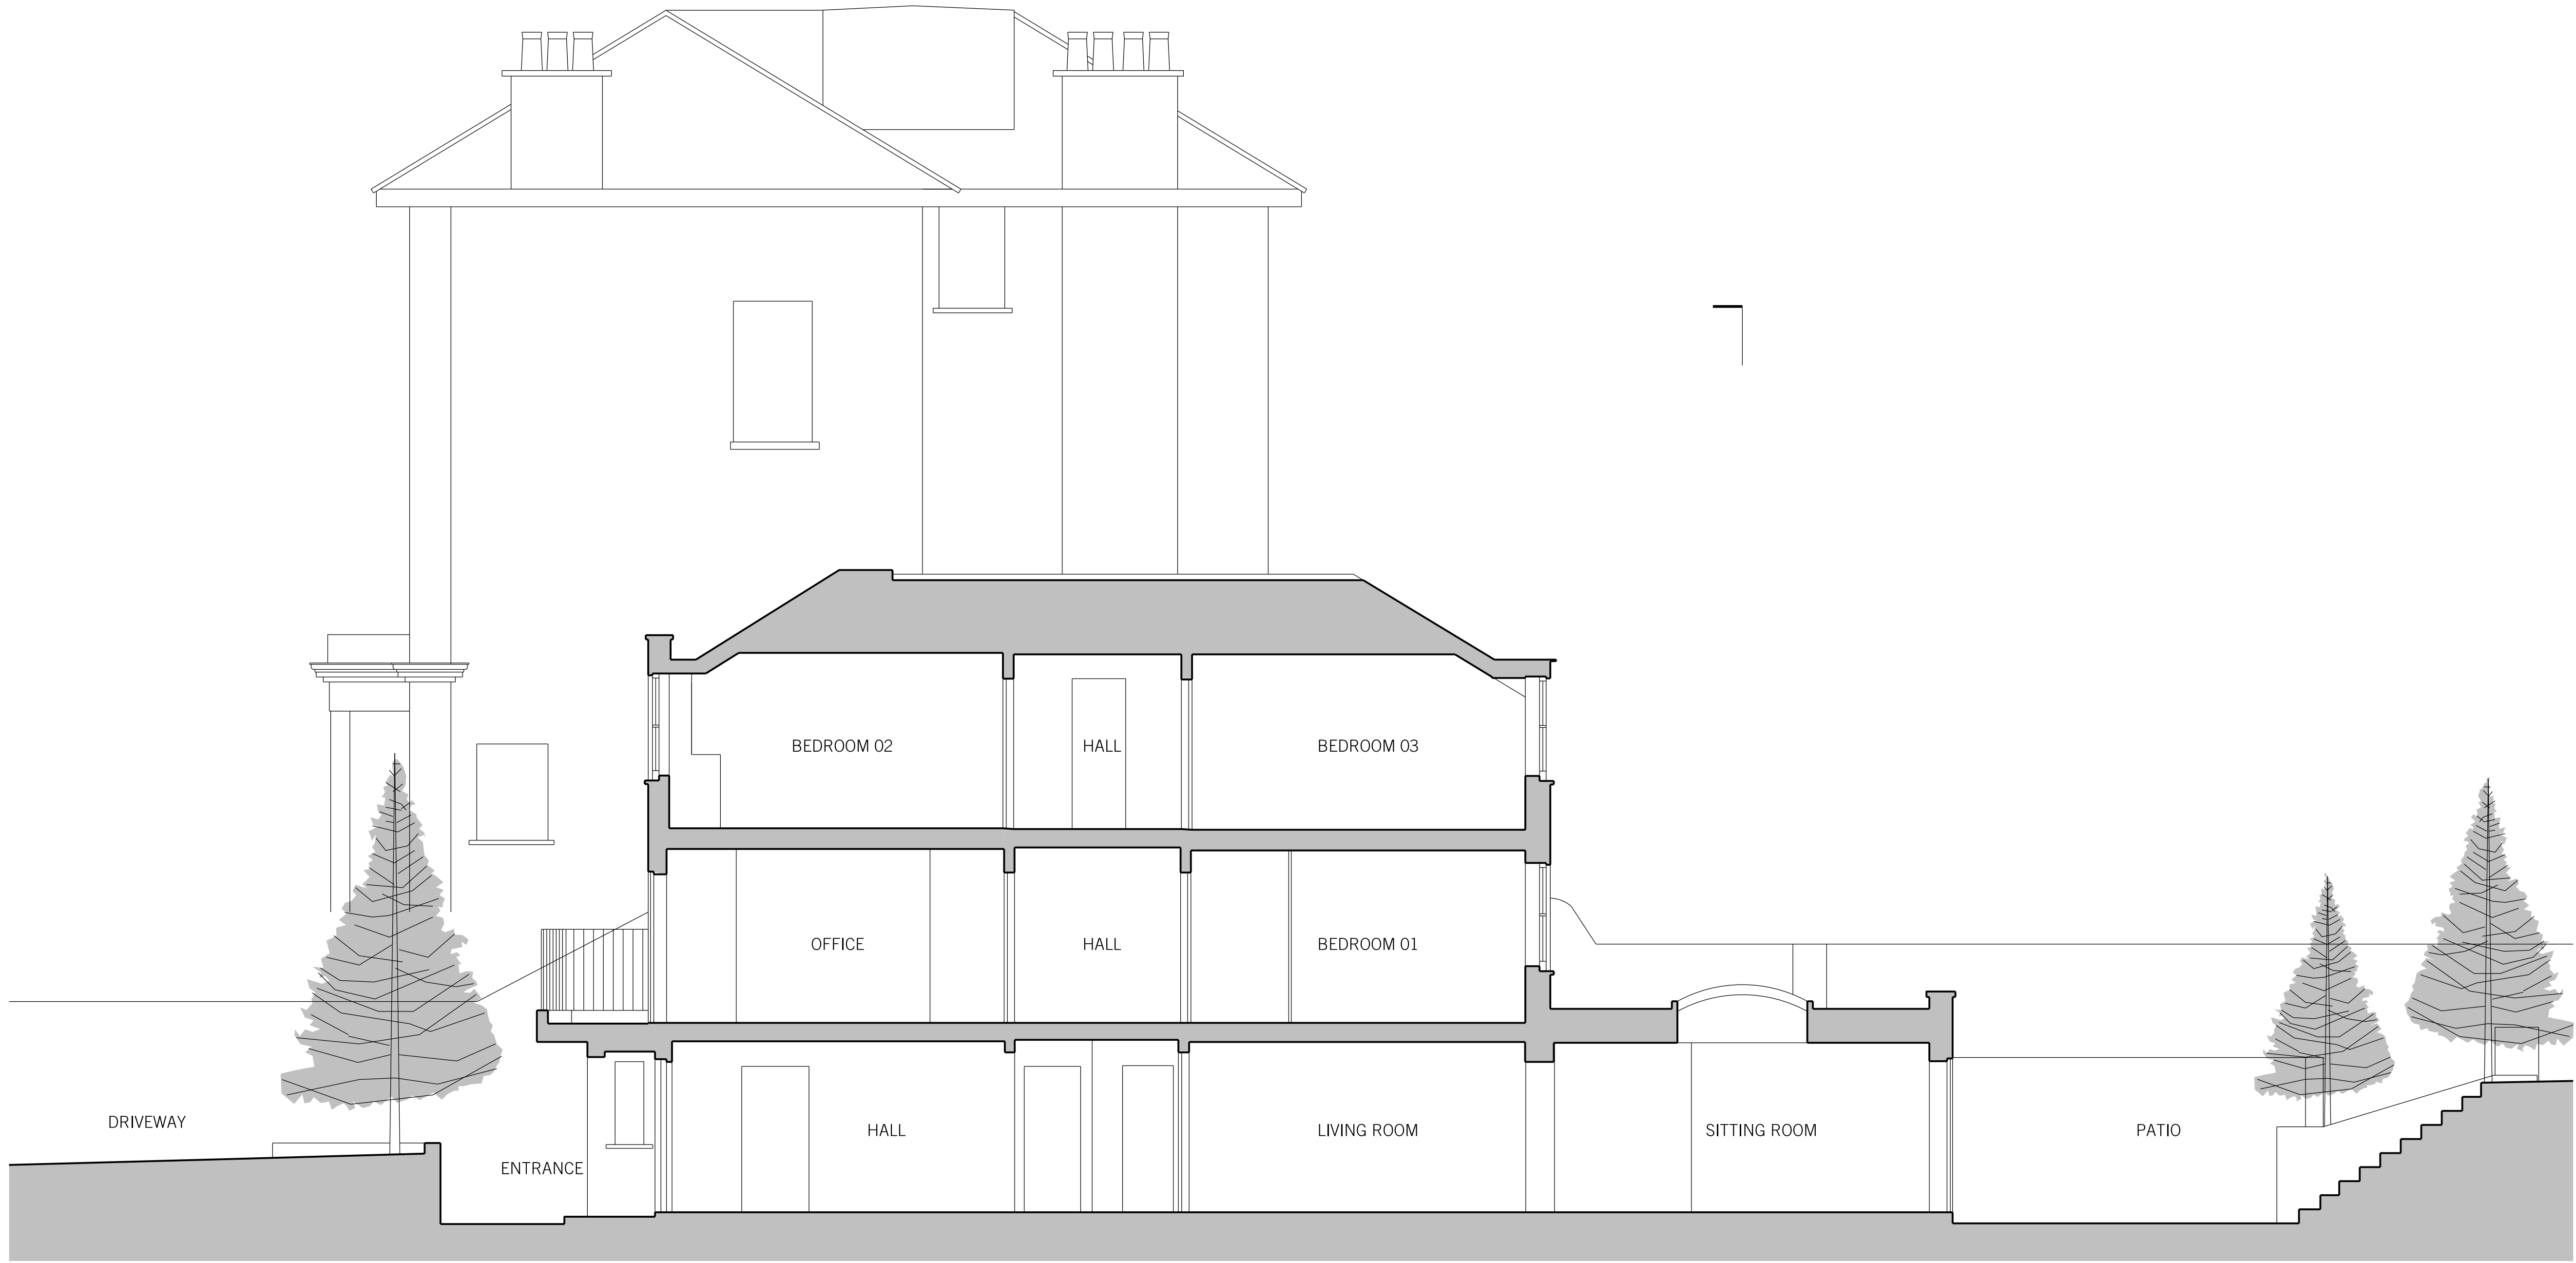 BEDROOM 02
HALL
BEDROOM 03
OFFICE
HALL
BEDROOM 01
DRIVEWAY
ENTRANCE
HALL
LIVING ROOM
SITTING ROOM
PATIO